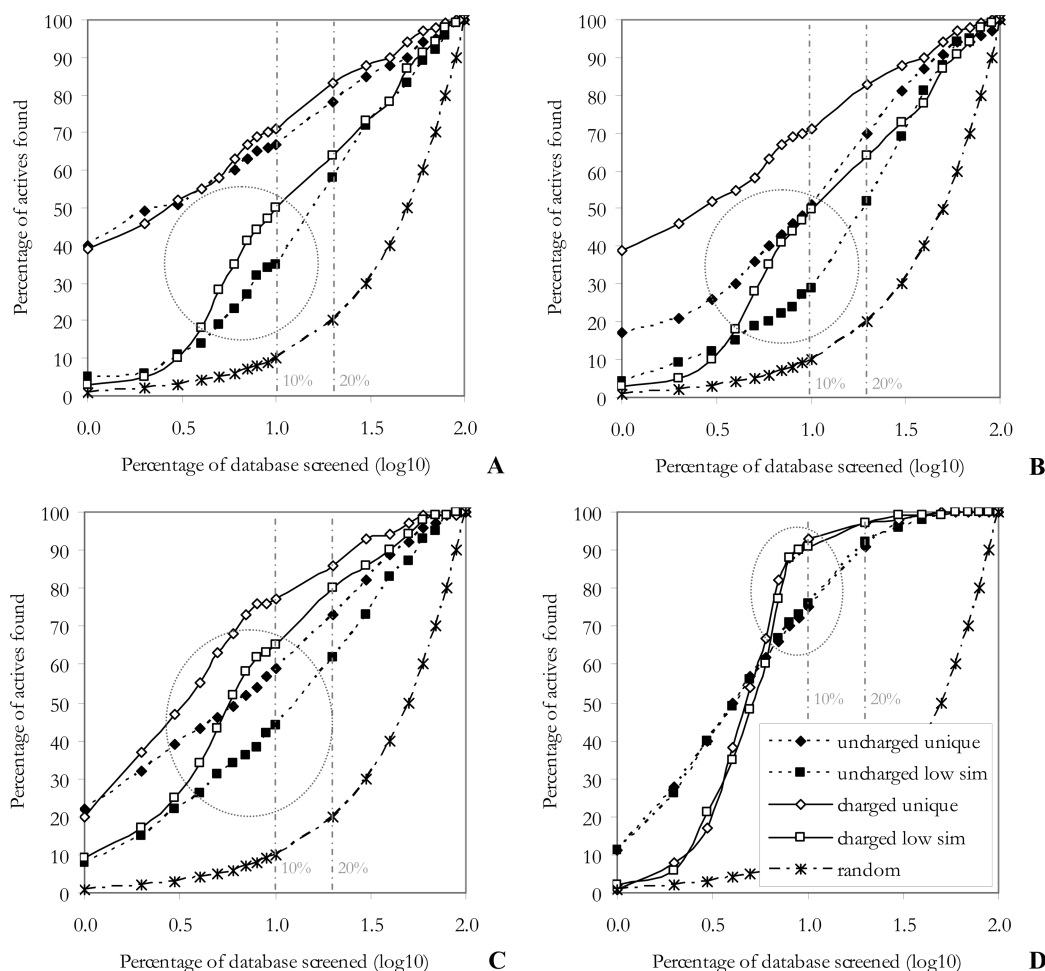 100
90
80
70
60
50
40
30
20
10
0
Percentage of actives found
10%
20%
0.0 0.5 1.0 1.5 2.0
Percentage of database screened (log10)
A
100
90
80
70
60
50
40
30
20
10
0
Percentage of actives found
10%
20%
0.0 0.5 1.0 1.5 2.0
Percentage of database screened (log10)
B
100
90
80
70
60
50
40
30
20
10
0
Percentage of actives found
10%
20%
0.0 0.5 1.0 1.5 2.0
Percentage of database screened (log10)
C
100
90
80
70
60
50
40
30
20
10
0
Percentage of actives found
10%
20%
uncharged unique
uncharged low sim
charged unique
charged low sim
random
0.0 0.5 1.0 1.5 2.0
Percentage of database screened (log10)
D